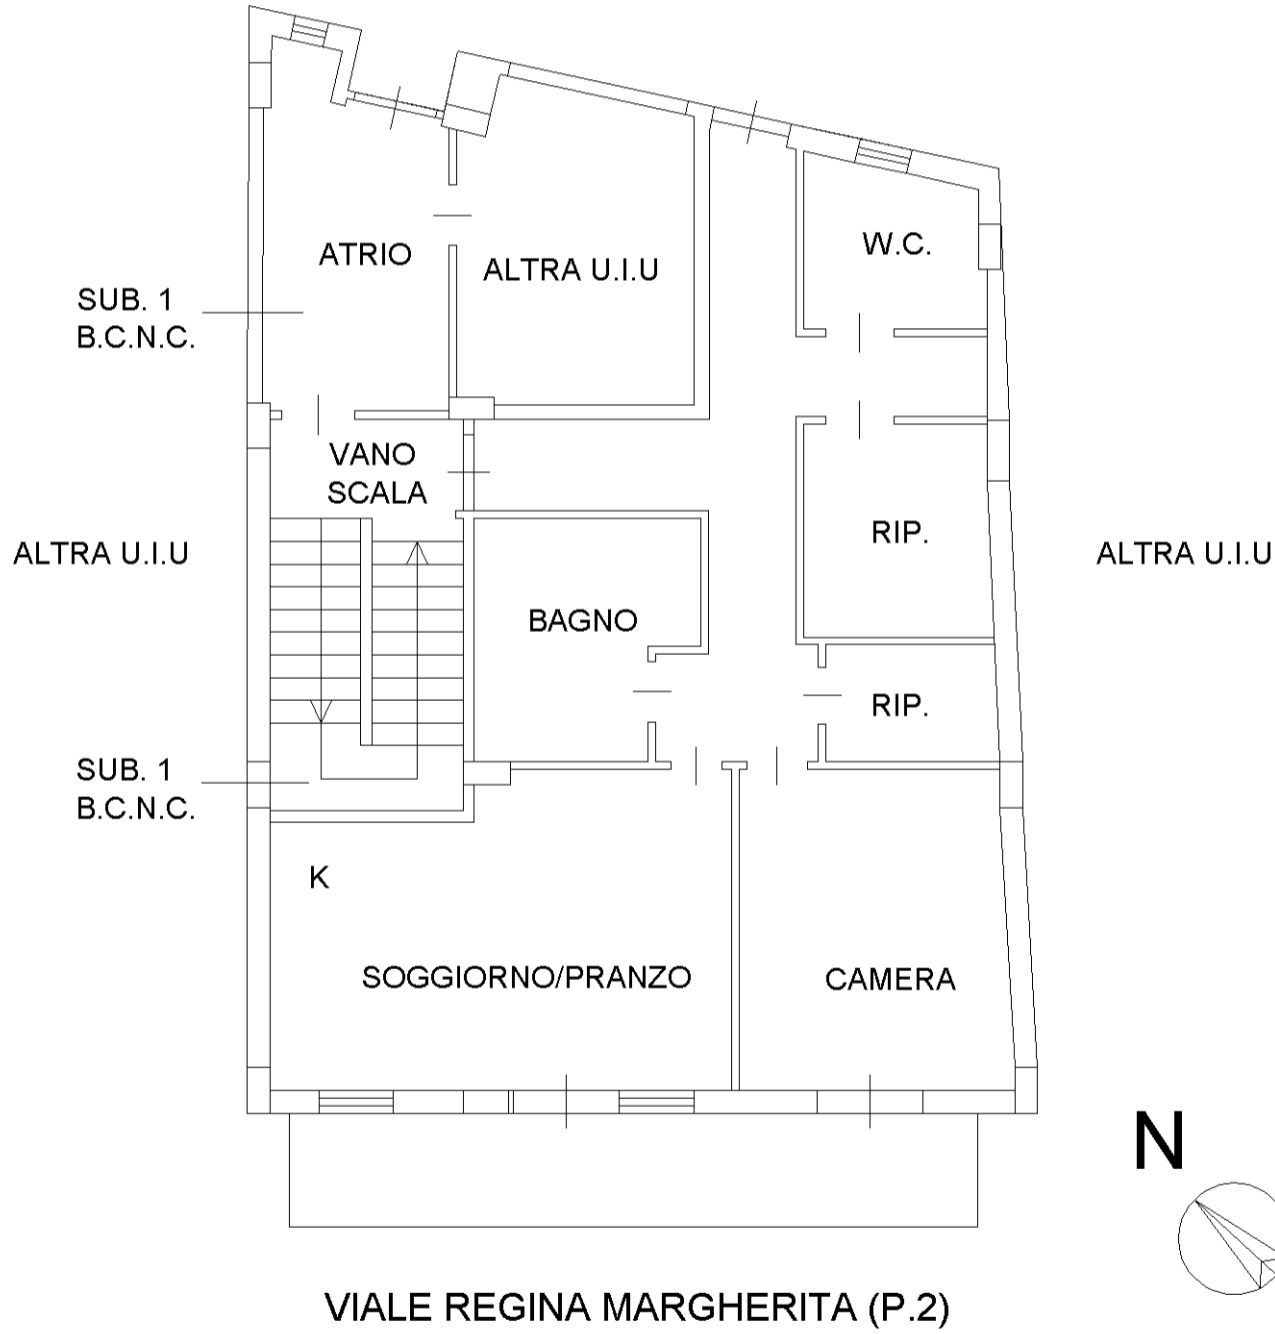 ATRIO
ALTRA U.I.U
W.C.
SUB. 1
B.C.N.C.
VANO
SCALA
ALTRA U.I.U
RIP.
ALTRA U.I.U
BAGNO
RIP.
SUB. 1
B.C.N.C.
K
SOGGIORNO/PRANZO
CAMERA
N
VIALE REGINA MARGHERITA (P.2)